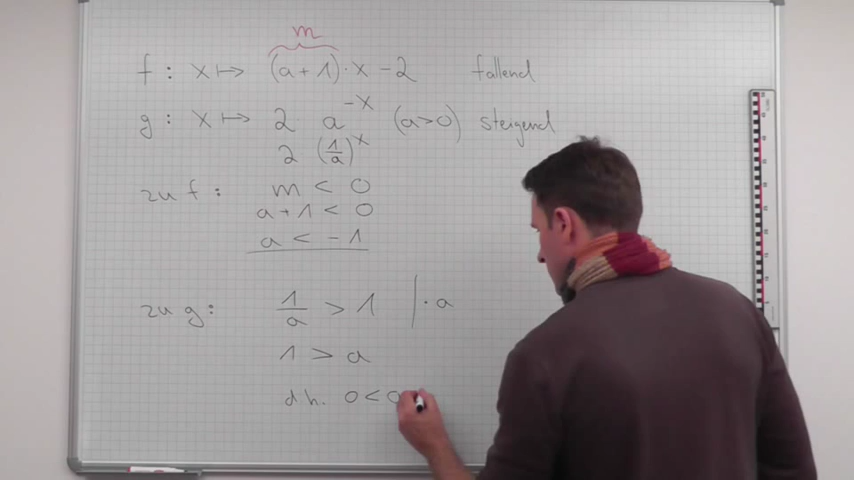 m
f: x ↦ (a+1)·x −2 fallend
g: x ↦ 2 a^-x (a>0) steigend
2 (1/a)^x
zu f: m < 0
a+1 < 0
a < −1
zu g: 1/a > 1 | · a
1 > a
d.h. 0 <